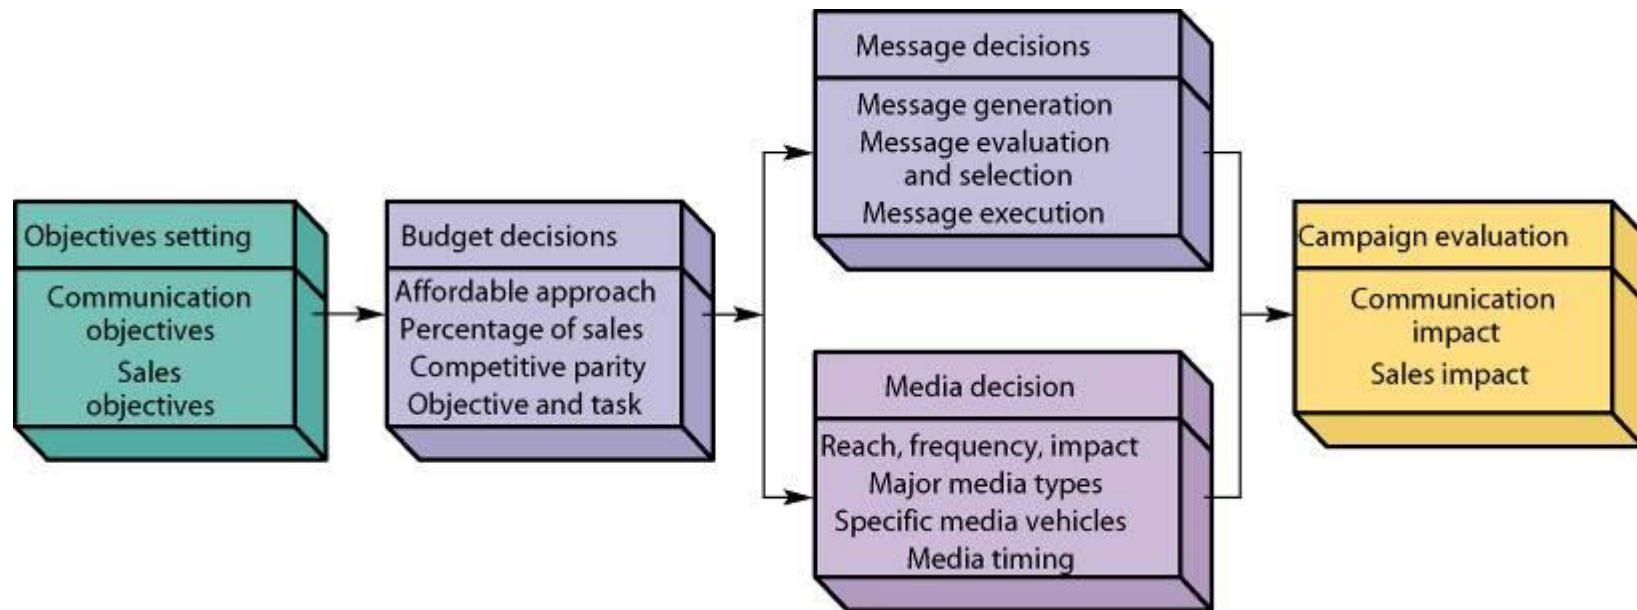 Objectives setting
Communication
objectives
Sales
objectives
Budget decisions
Affordable approach
Percentage of sales
Competitive parity
Objective and task
Message decisions
Message generation
Message evaluation
and selection
Message execution
Media decision
Reach, frequency, impact
Major media types
Specific media vehicles
Media timing
Campaign evaluation
Communication
impact
Sales impact